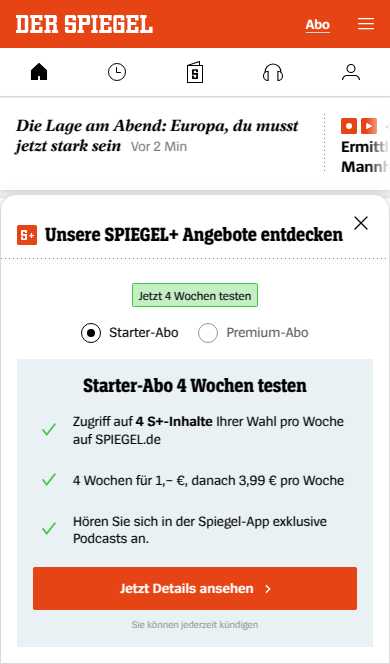 DER SPIEGEL
Abo
Die Lage am Abend: Europa, du musst
jetzt stark sein Vor 2 Min
Ermittl
Mannh
S+ Unsere SPIEGEL+ Angebote entdecken
Jetzt 4 Wochen testen
Starter-Abo
Premium-Abo
Starter-Abo 4 Wochen testen
Zugriff auf 4 S+-Inhalte Ihrer Wahl pro Woche
auf SPIEGEL.de
4 Wochen für 1,– €, danach 3,99 € pro Woche
Hören Sie sich in der Spiegel-App exklusive
Podcasts an.
Jetzt Details ansehen
Sie können jederzeit kündigen